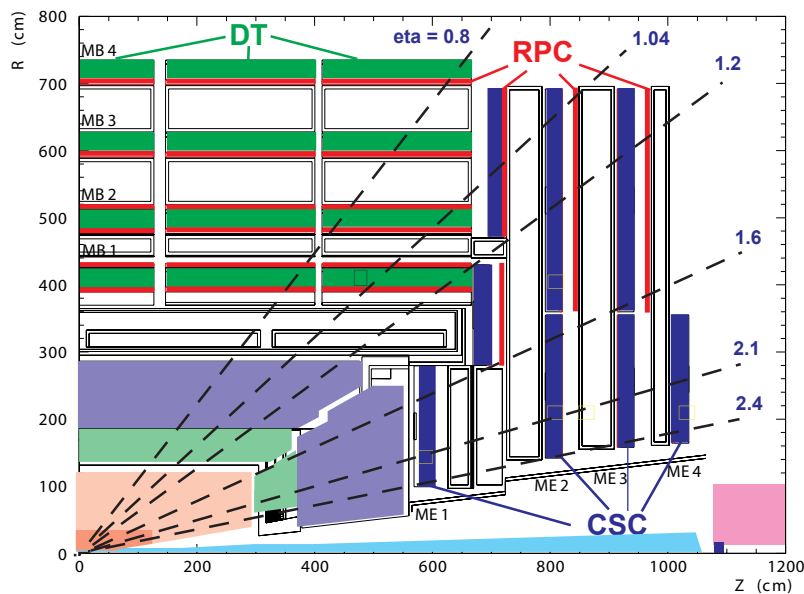 R (cm)
800
700
600
500
400
300
200
100
0
MB 4
MB 3
MB 2
MB 1
DT
eta = 0.8
1.04
1.2
RPC
1.6
2.1
2.4
ME 1
ME 2
ME 3
ME 4
CSC
0
200
400
600
800
1000
1200
Z (cm)